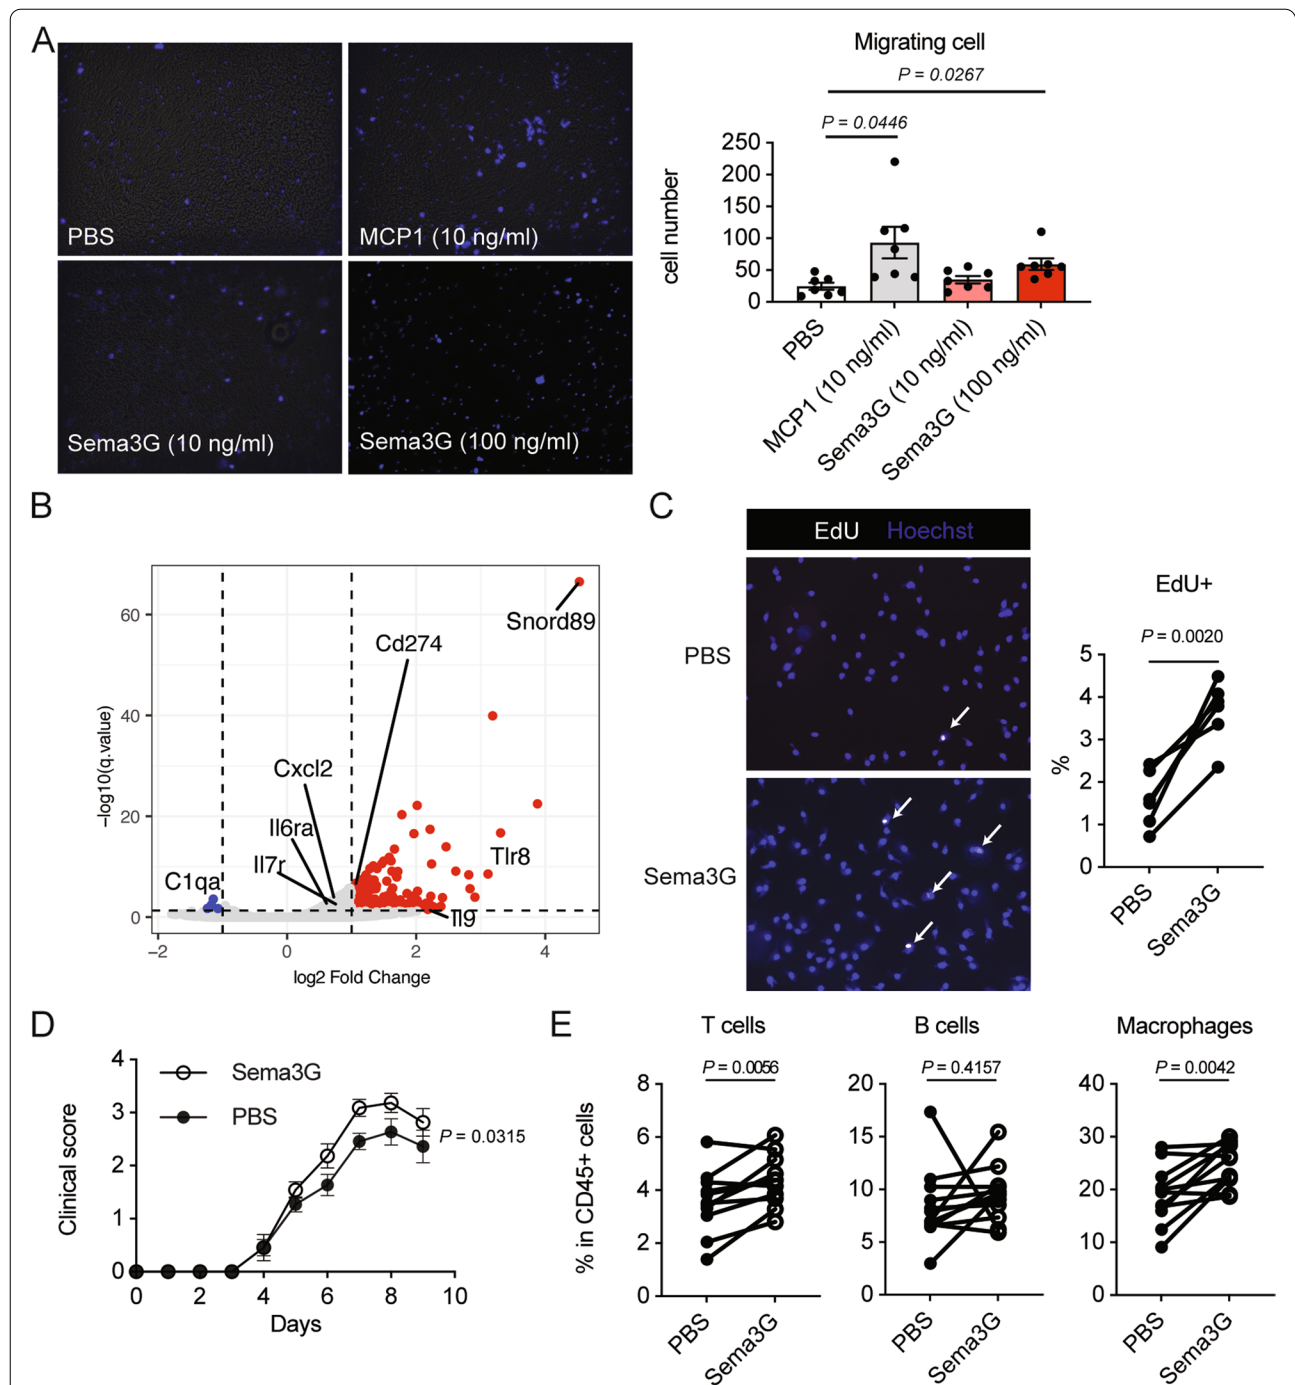 A
PBS
MCP1 (10 ng/ml)
Sema3G (10 ng/ml)
Sema3G (100 ng/ml)
Migrating cell
P = 0.0267
P = 0.0446
cell number
250
200
150
100
50
0
PBS
MCP1 (10 ng/ml)
Sema3G (10 ng/ml)
Sema3G (100 ng/ml)
B
−log10(q.value)
60
40
20
0
Snord89
Cd274
Cxcl2
Il6ra
Il7r
C1qa
Tlr8
Il9
−2
0
2
4
log2 Fold Change
C
EdU Hoechst
PBS
Sema3G
EdU+
P = 0.0020
%
5
4
3
2
1
0
PBS
Sema3G
D
Clinical score
4
3
2
1
0
Sema3G
PBS
P = 0.0315
0 2 4 6 8 10
Days
E
% in CD45+ cells
T cells
P = 0.0056
8
6
4
2
0
PBS
Sema3G
B cells
P = 0.4157
20
15
10
5
0
PBS
Sema3G
Macrophages
P = 0.0042
40
30
20
10
0
PBS
Sema3G